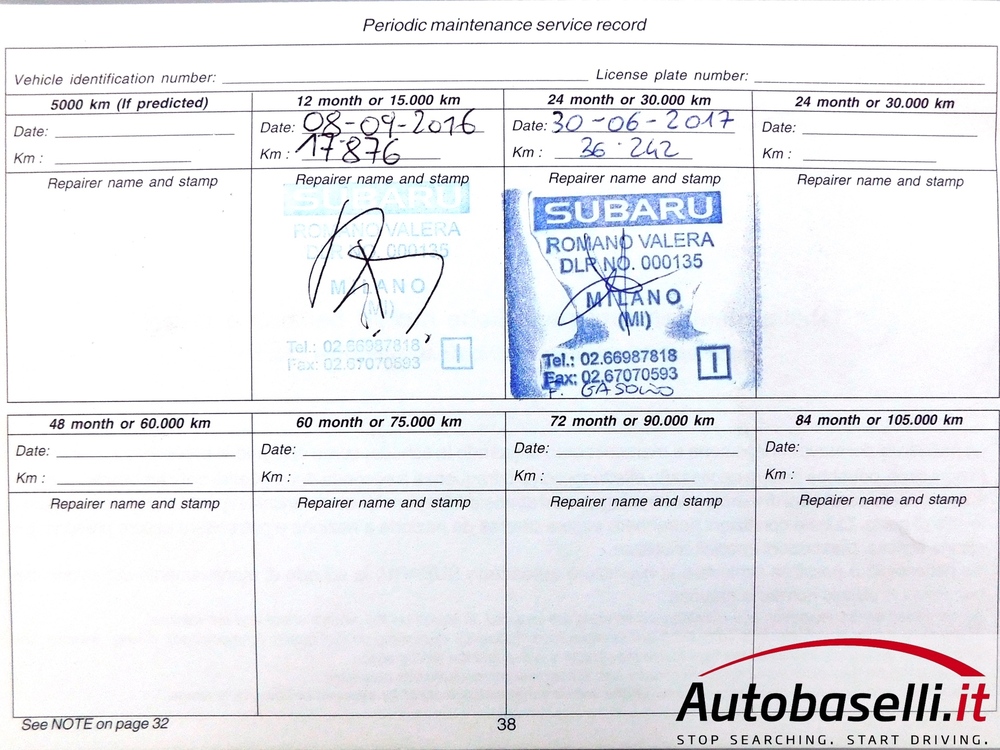 Periodic maintenance service record
Vehicle identification number: License plate number:
5000 km (If predicted) 12 month or 15.000 km 24 month or 30.000 km 24 month or 30.000 km
Date: Date: 08-09-2016 Date: 30-06-2017 Date:
Km : Km : 17876 Km : 36.242 Km :
Repairer name and stamp Repairer name and stamp Repairer name and stamp Repairer name and stamp
SUBARU SUBARU
ROMANO VALERA ROMANO VALERA
DLR NO. 000135 DLR NO. 000135
MILANO MILANO
(MI) (MI)
Tel.: 02.66987818 Tel.: 02.66987818
Fax: 02.67070593 I Fax: 02.67070593 I
48 month or 60.000 km 60 month or 75.000 km 72 month or 90.000 km 84 month or 105.000 km
Date: Date: Date: Date:
Km : Km : Km : Km :
Repairer name and stamp Repairer name and stamp Repairer name and stamp Repairer name and stamp
See NOTE on page 32 38
Autobaselli.it
STOP SEARCHING. START DRIVING.